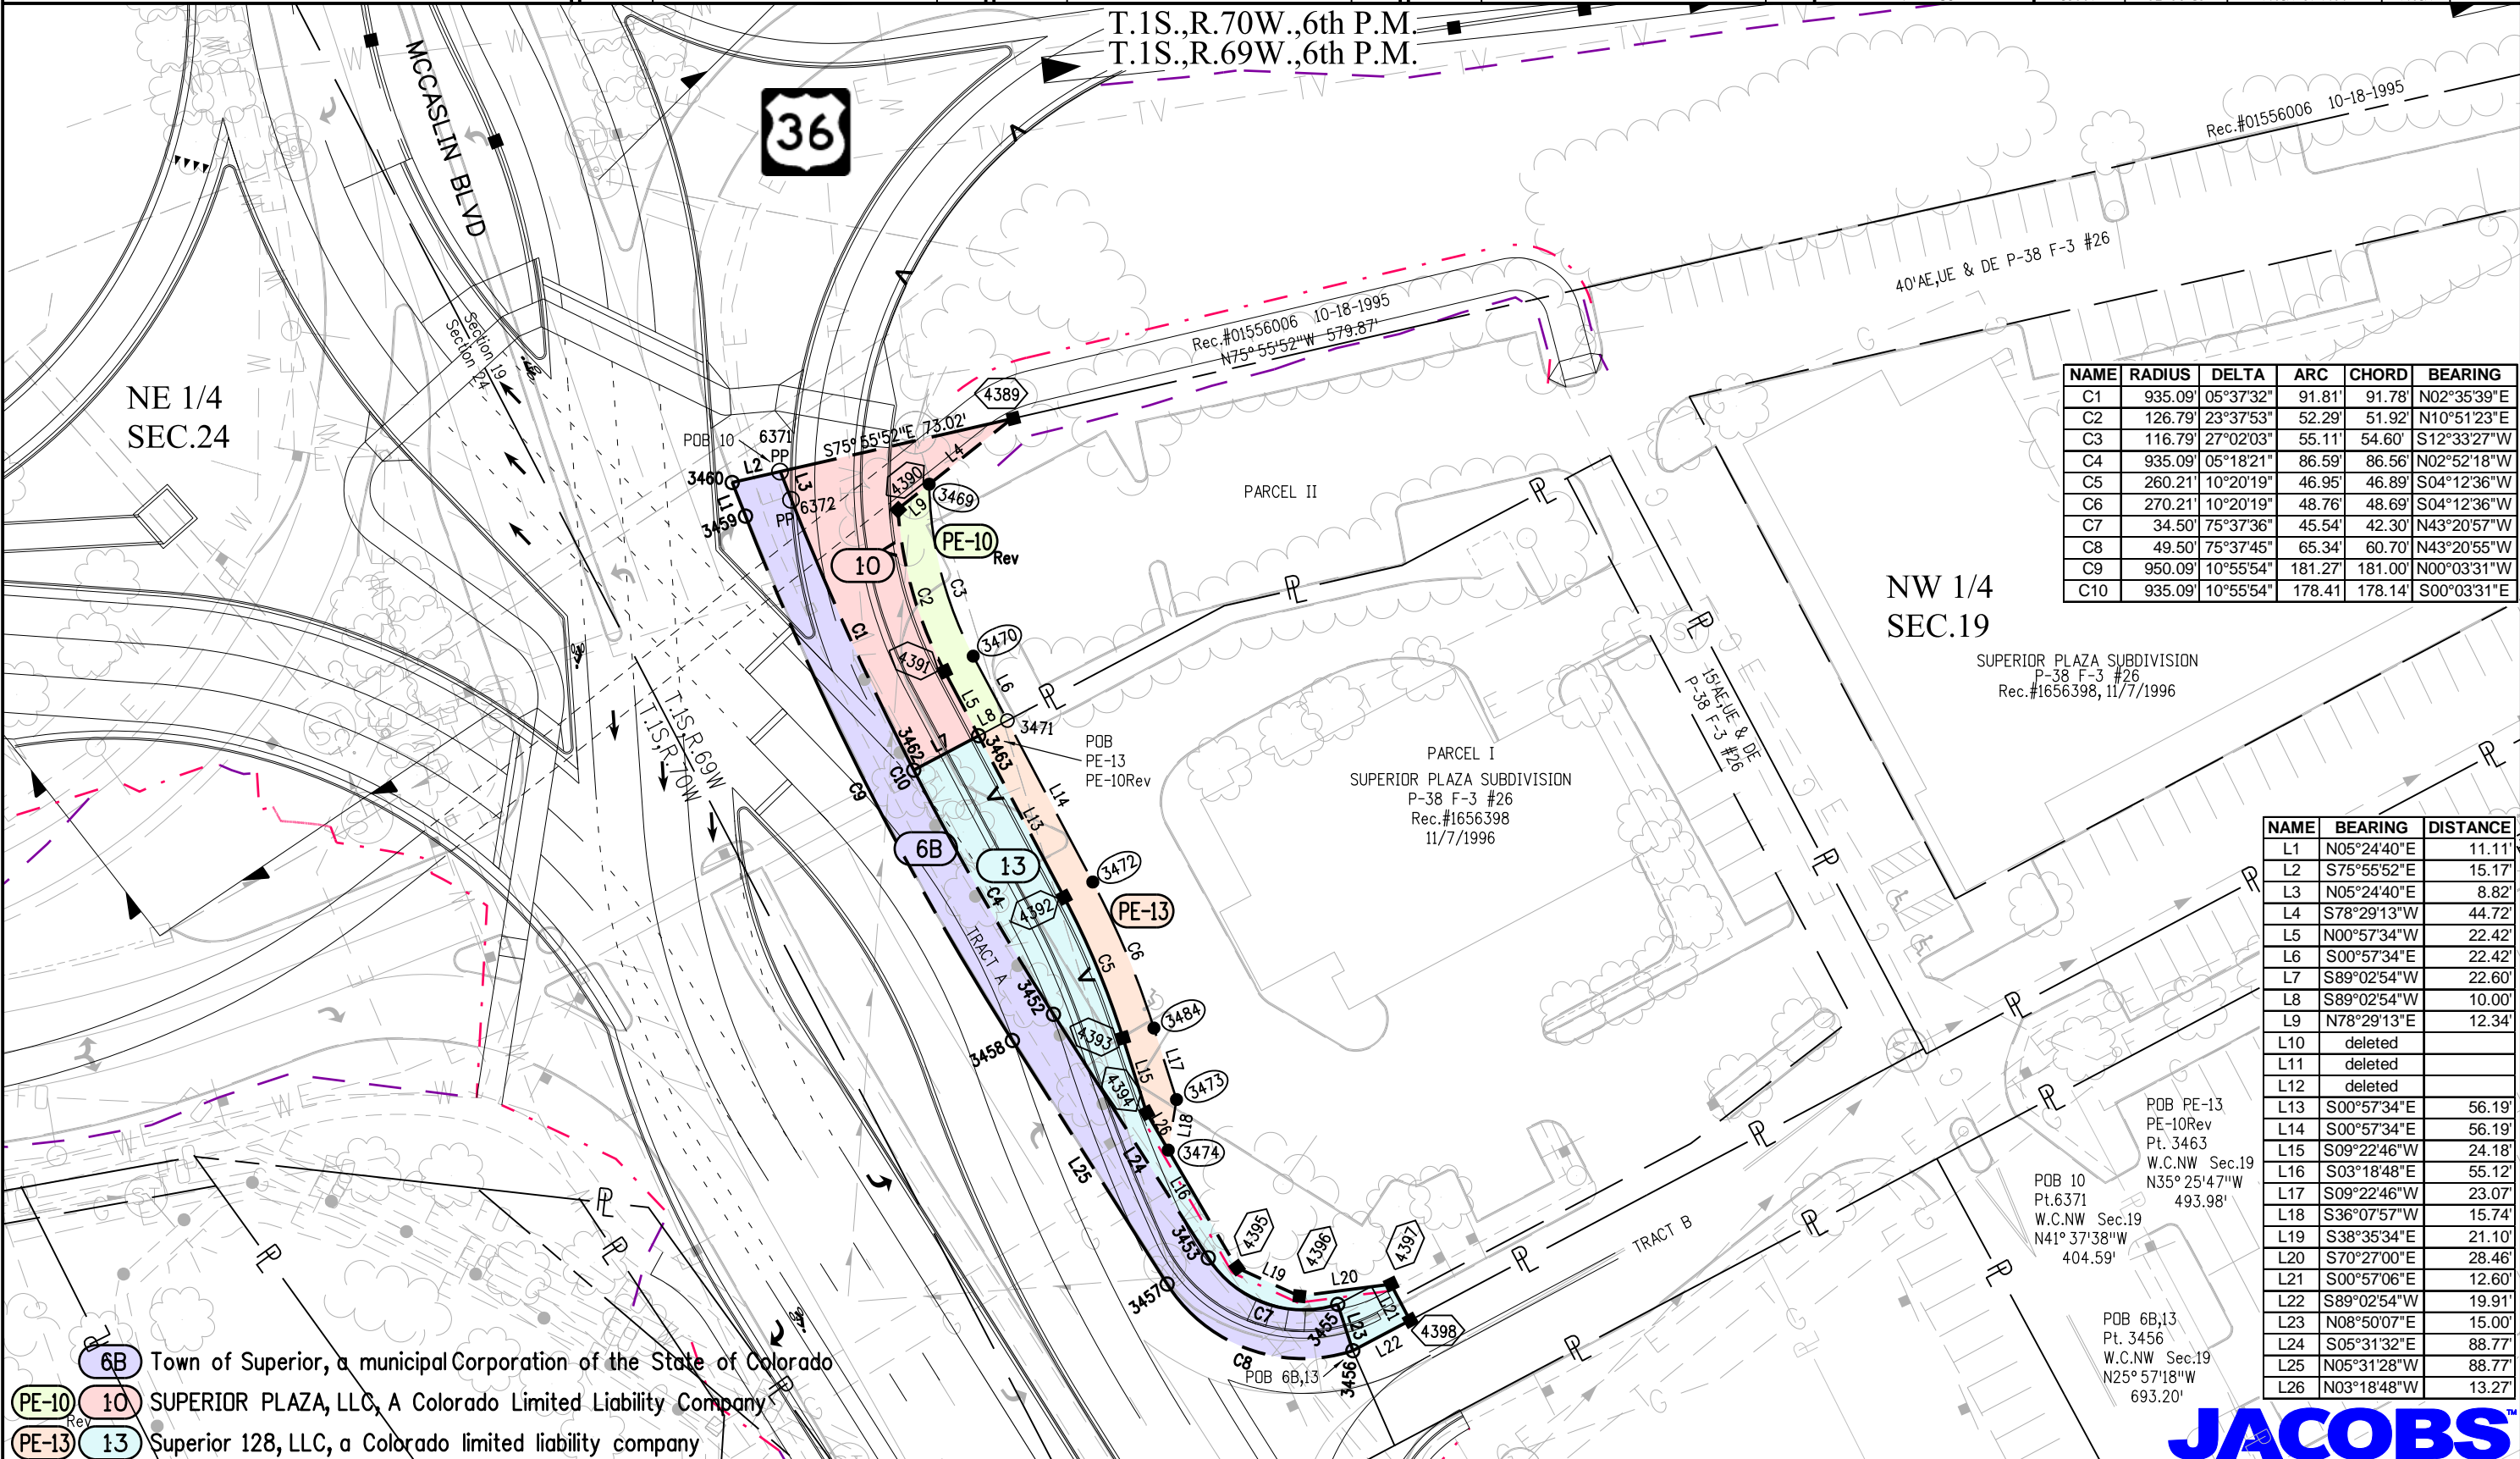 T.1S.,R.70W.,6th P.M.
T.1S.,R.69W.,6th P.M.
MCCASLIN BLVD
36
Rec.#01556006 10-18-1995
40'AE,UE & DE P-38 F-3 #26
Rec.#01556006 10-18-1995
N75°55'52"W 579.87'
Section 19
Section 24
NE 1/4
SEC.24
4389
POB 10
6371
PP
S75°55'52"E 73.02'
L2
L3
L4
3460
L1
3459
PP
6372
4390
L9
3469
PARCEL II
PE-10
Rev
10
C1
C2
C3
4391
3470
L5
L6
L8
3471
3462
L7
3463
C10
C9
POB
PE-13
PE-10Rev
T.1S,R.69W
T.1S,R.70W
L13
L14
6B
13
C4
4392
3472
PE-13
TRACT A
C5
C6
3452
3458
4393
3484
L15
L17
4394
3473
L26
L18
3474
L24
L25
L16
3453
3457
4395
4396
4397
L19
L20
C7
3455
L23
L21
C8
L22
4398
3456
POB 6B,13
TRACT B
PARCEL I
SUPERIOR PLAZA SUBDIVISION
P-38 F-3 #26
Rec.#1656398
11/7/1996
15'AE,UE & DE
P-38 F-3 #26
NW 1/4
SEC.19
SUPERIOR PLAZA SUBDIVISION
P-38 F-3 #26
Rec.#1656398, 11/7/1996
NAME RADIUS DELTA ARC CHORD BEARING
C1 935.09' 05°37'32" 91.81' 91.78' N02°35'39"E
C2 126.79' 23°37'53" 52.29' 51.92' N10°51'23"E
C3 116.79' 27°02'03" 55.11' 54.60' S12°33'27"W
C4 935.09' 05°18'21" 86.59' 86.56' N02°52'18"W
C5 260.21' 10°20'19" 46.95' 46.89' S04°12'36"W
C6 270.21' 10°20'19" 48.76' 48.69' S04°12'36"W
C7 34.50' 75°37'36" 45.54' 42.30' N43°20'57"W
C8 49.50' 75°37'45" 65.34' 60.70' N43°20'55"W
C9 950.09' 10°55'54" 181.27' 181.00' N00°03'31"W
C10 935.09' 10°55'54" 178.41 178.14' S00°03'31"E
NAME BEARING DISTANCE
L1 N05°24'40"E 11.11'
L2 S75°55'52"E 15.17'
L3 N05°24'40"E 8.82'
L4 S78°29'13"W 44.72'
L5 N00°57'34"W 22.42'
L6 S00°57'34"E 22.42'
L7 S89°02'54"W 22.60'
L8 S89°02'54"W 10.00'
L9 N78°29'13"E 12.34'
L10 deleted
L11 deleted
L12 deleted
L13 S00°57'34"E 56.19'
L14 S00°57'34"E 56.19'
L15 S09°22'46"W 24.18'
L16 S03°18'48"E 55.12'
L17 S09°22'46"W 23.07'
L18 S36°07'57"W 15.74'
L19 S38°35'34"E 21.10'
L20 S70°27'00"E 28.46'
L21 S00°57'06"E 12.60'
L22 S89°02'54"W 19.91'
L23 N08°50'07"E 15.00'
L24 S05°31'32"E 88.77'
L25 N05°31'28"W 88.77'
L26 N03°18'48"W 13.27'
POB PE-13
PE-10Rev
Pt. 3463
W.C.NW Sec.19
N35°25'47"W
493.98'
POB 10
Pt.6371
W.C.NW Sec.19
N41°37'38"W
404.59'
POB 6B,13
Pt. 3456
W.C.NW Sec.19
N25°57'18"W
693.20'
6B Town of Superior, a municipal Corporation of the State of Colorado
PE-10 Rev 10 SUPERIOR PLAZA, LLC, A Colorado Limited Liability Company
PE-13 13 Superior 128, LLC, a Colorado limited liability company
JACOBS™